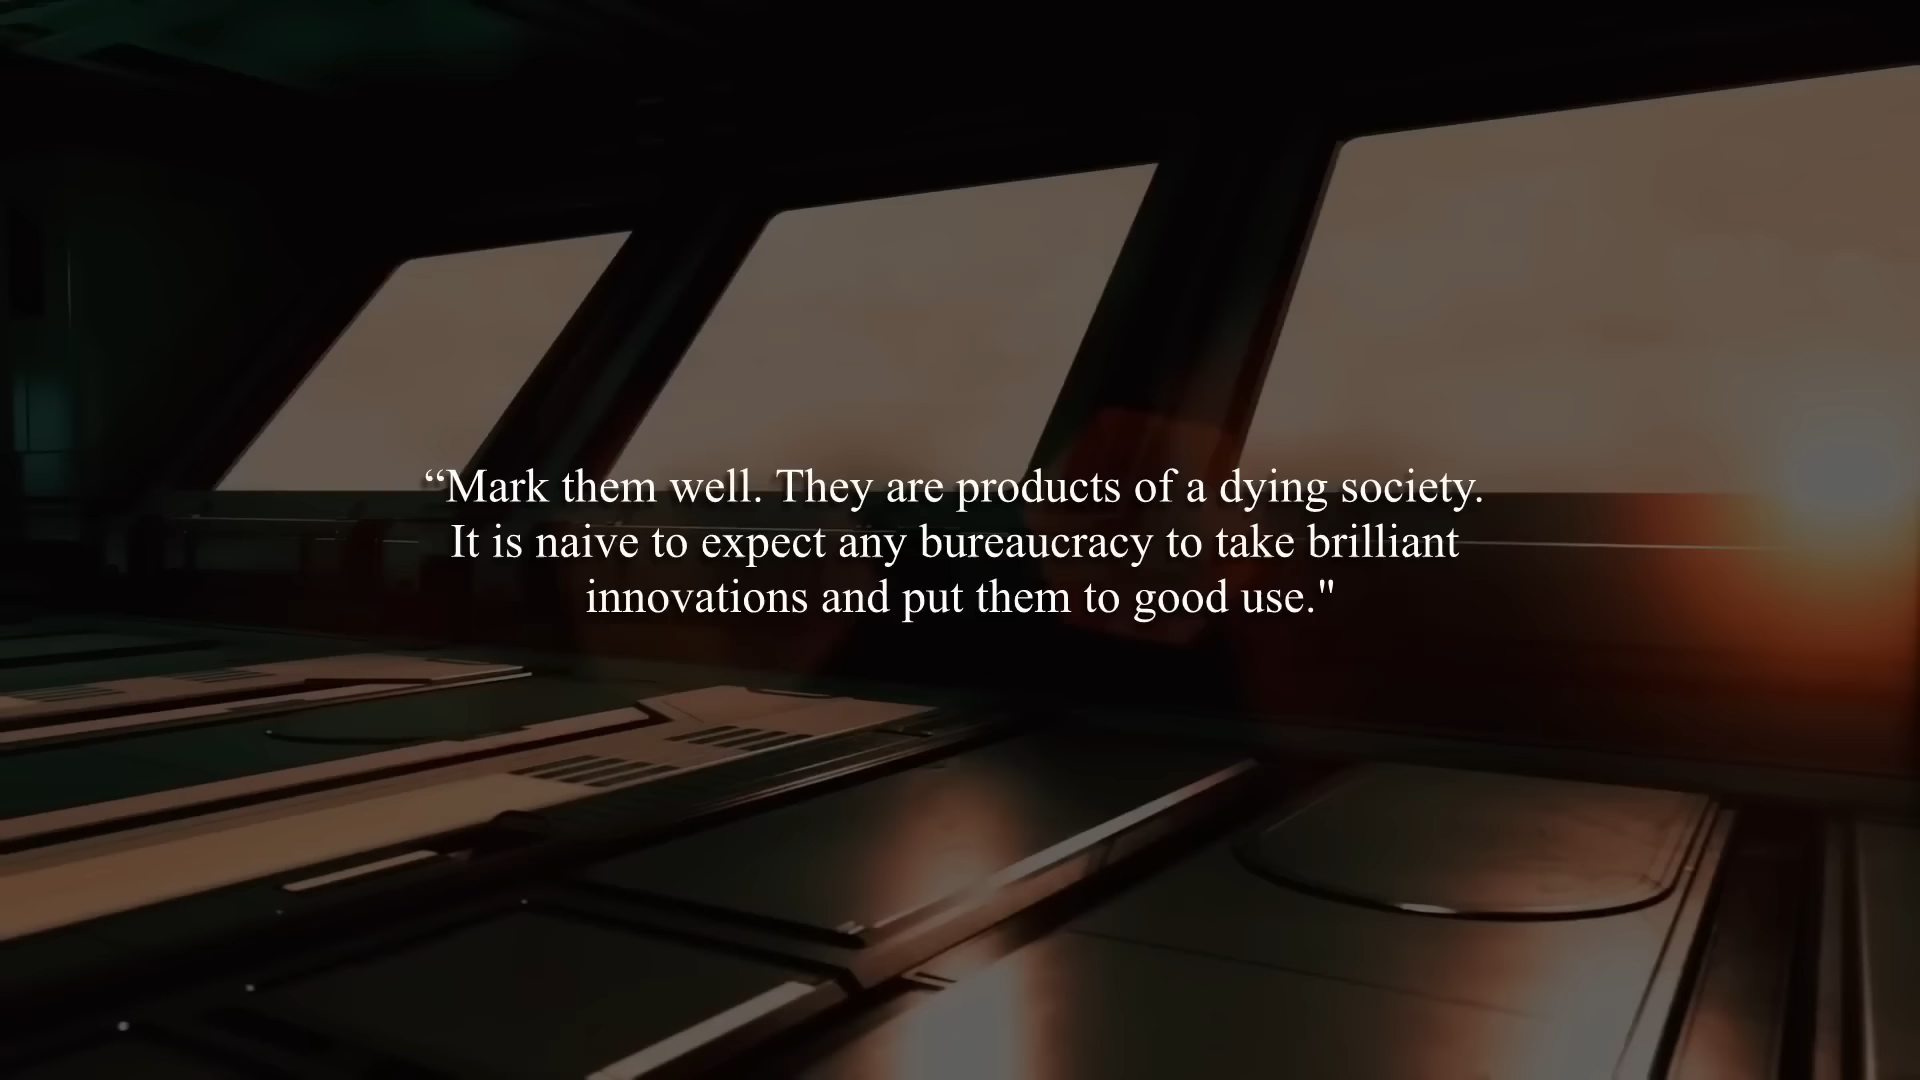 “Mark them well. They are products of a dying society.
It is naive to expect any bureaucracy to take brilliant
innovations and put them to good use."